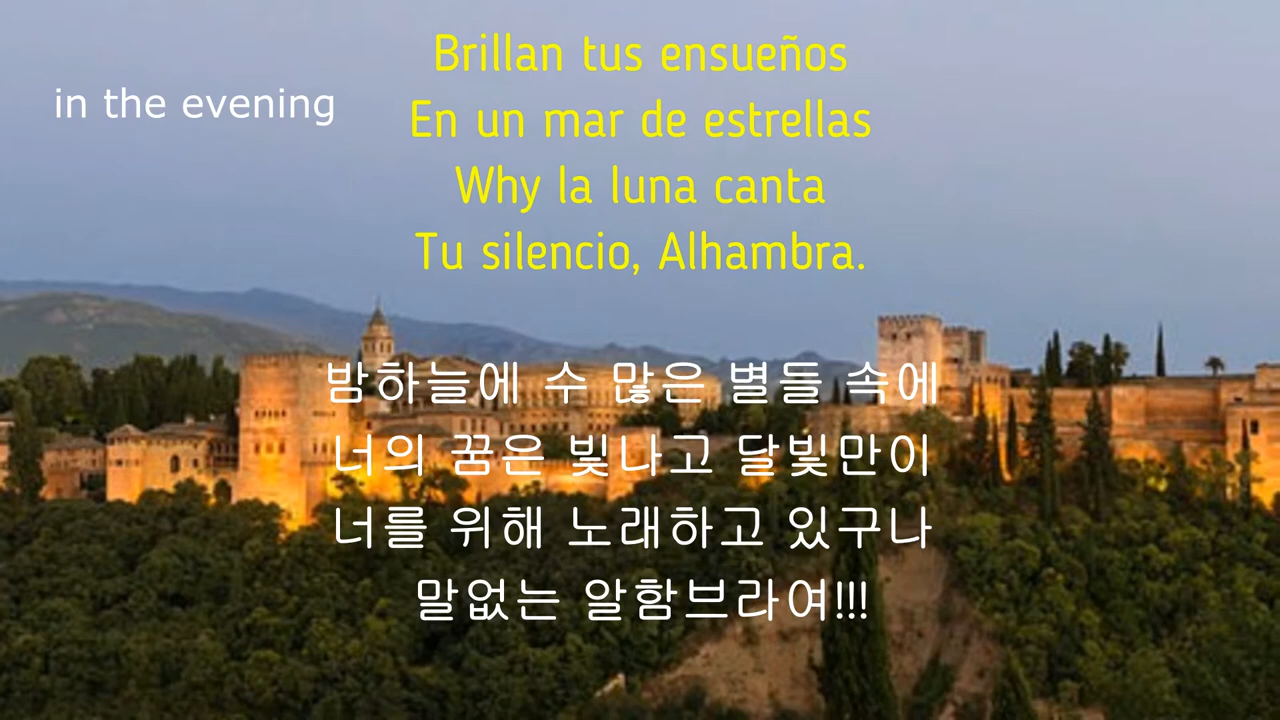 in the evening
Brillan tus ensueños
En un mar de estrellas
Why la luna canta
Tu silencio, Alhambra.
밤하늘에 수 많은 별들 속에
너의 꿈은 빛나고 달빛만이
너를 위해 노래하고 있구나
말없는 알함브라여!!!